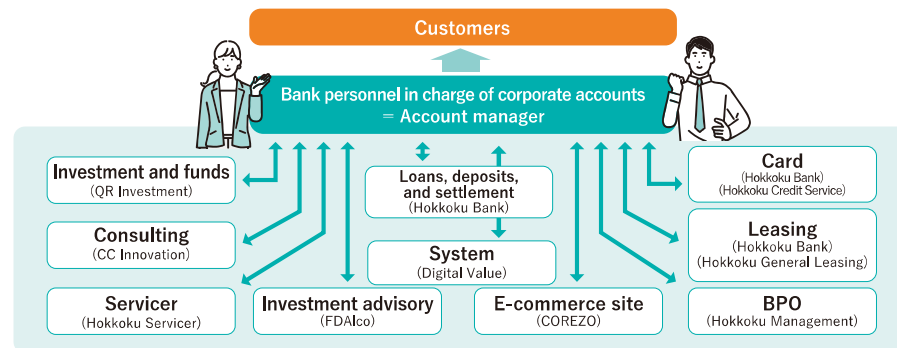 Customers
Bank personnel in charge of corporate accounts
= Account manager
Investment and funds
(QR Investment)
Loans, deposits,
and settlement
(Hokkoku Bank)
Card
(Hokkoku Bank)
(Hokkoku Credit Service)
Consulting
(CC Innovation)
System
(Digital Value)
Leasing
(Hokkoku Bank)
(Hokkoku General Leasing)
Servicer
(Hokkoku Servicer)
Investment advisory
(FDAlco)
E-commerce site
(COREZO)
BPO
(Hokkoku Management)